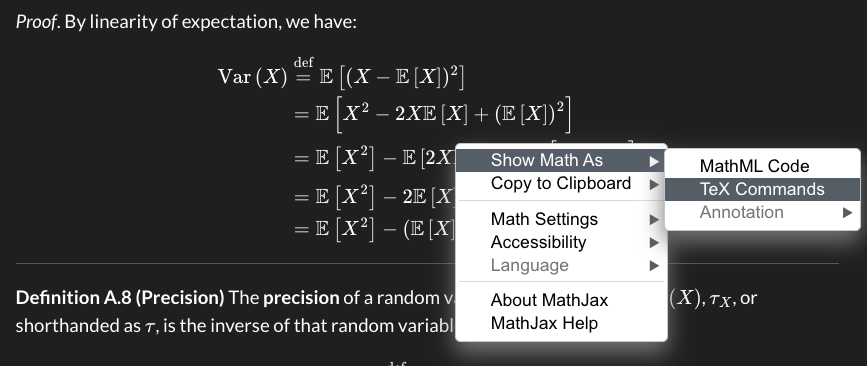 Proof. By linearity of expectation, we have:
Var (X) def= 𝔼 [(X − 𝔼 [X])²]
= 𝔼 [X² − 2X𝔼 [X] + (𝔼 [X])²]
= 𝔼 [X²] − 𝔼 [2X
= 𝔼 [X²] − 2𝔼 [X
= 𝔼 [X²] − (𝔼 [X]
Show Math As ▶
Copy to Clipboard ▶
Math Settings ▶
Accessibility ▶
Language ▶
About MathJax
MathJax Help
MathML Code
TeX Commands
Annotation ▶
Definition A.8 (Precision) The precision of a random (X), τ_X, or
shorthanded as τ, is the inverse of that random
def